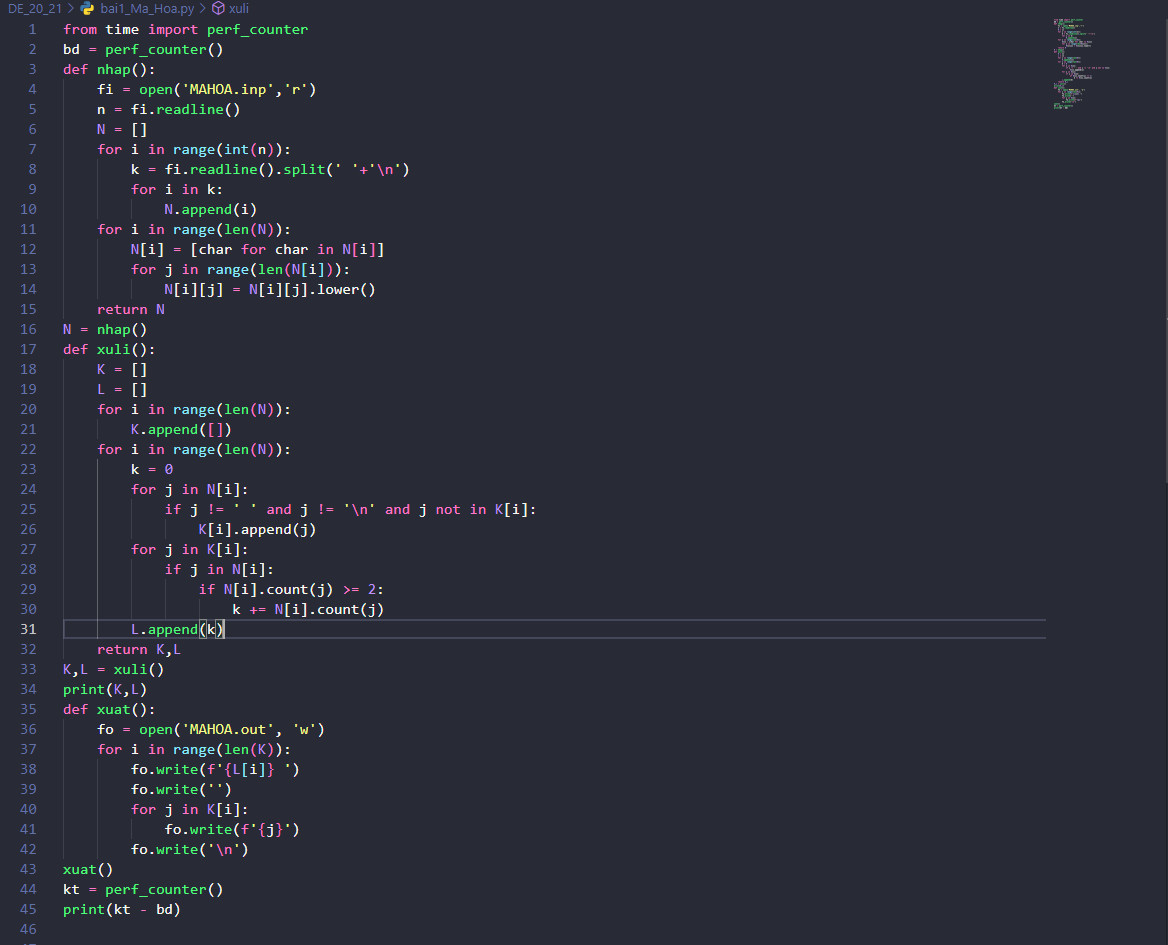 DE_20_21 > bai1_Ma_Hoa.py > xuli
1 from time import perf_counter
2 bd = perf_counter()
3 def nhap():
4     fi = open('MAHOA.inp','r')
5     n = fi.readline()
6     N = []
7     for i in range(int(n)):
8         k = fi.readline().split(' '+'\n')
9         for i in k:
10             N.append(i)
11     for i in range(len(N)):
12         N[i] = [char for char in N[i]]
13         for j in range(len(N[i])):
14             N[i][j] = N[i][j].lower()
15     return N
16 N = nhap()
17 def xuli():
18     K = []
19     L = []
20     for i in range(len(N)):
21         K.append([])
22     for i in range(len(N)):
23         k = 0
24         for j in N[i]:
25             if j != ' ' and j != '\n' and j not in K[i]:
26                 K[i].append(j)
27         for j in K[i]:
28             if j in N[i]:
29                 if N[i].count(j) >= 2:
30                     k += N[i].count(j)
31         L.append(k)
32     return K,L
33 K,L = xuli()
34 print(K,L)
35 def xuat():
36     fo = open('MAHOA.out', 'w')
37     for i in range(len(K)):
38         fo.write(f'{L[i]} ')
39         fo.write('')
40         for j in K[i]:
41             fo.write(f'{j}')
42         fo.write('\n')
43 xuat()
44 kt = perf_counter()
45 print(kt - bd)
46